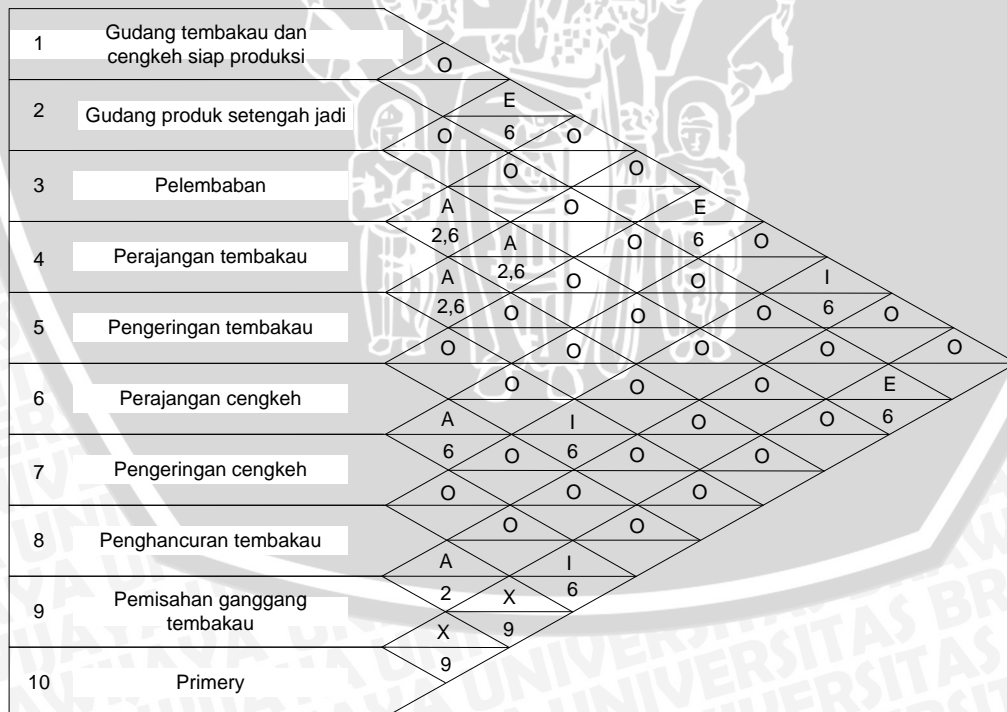 1 Gudang tembakau dan
cengkeh siap produksi
O
E
2 Gudang produk setengah jadi
O 6 O
O O
3 Pelembaban
A O E
2,6 A O 6 O
4 Perajangan tembakau
A 2,6 O O I
2,6 O O O 6 O
5 Pengeringan tembakau
O O O O O
O O O E
6 Perajangan cengkeh
A I O O 6
6 O 6 O O
7 Pengeringan cengkeh
O O O
O O
8 Penghancuran tembakau
A I
2 X 6
9 Pemisahan ganggang
tembakau
X 9
9
10 Primery
UNIVERSITAS BR